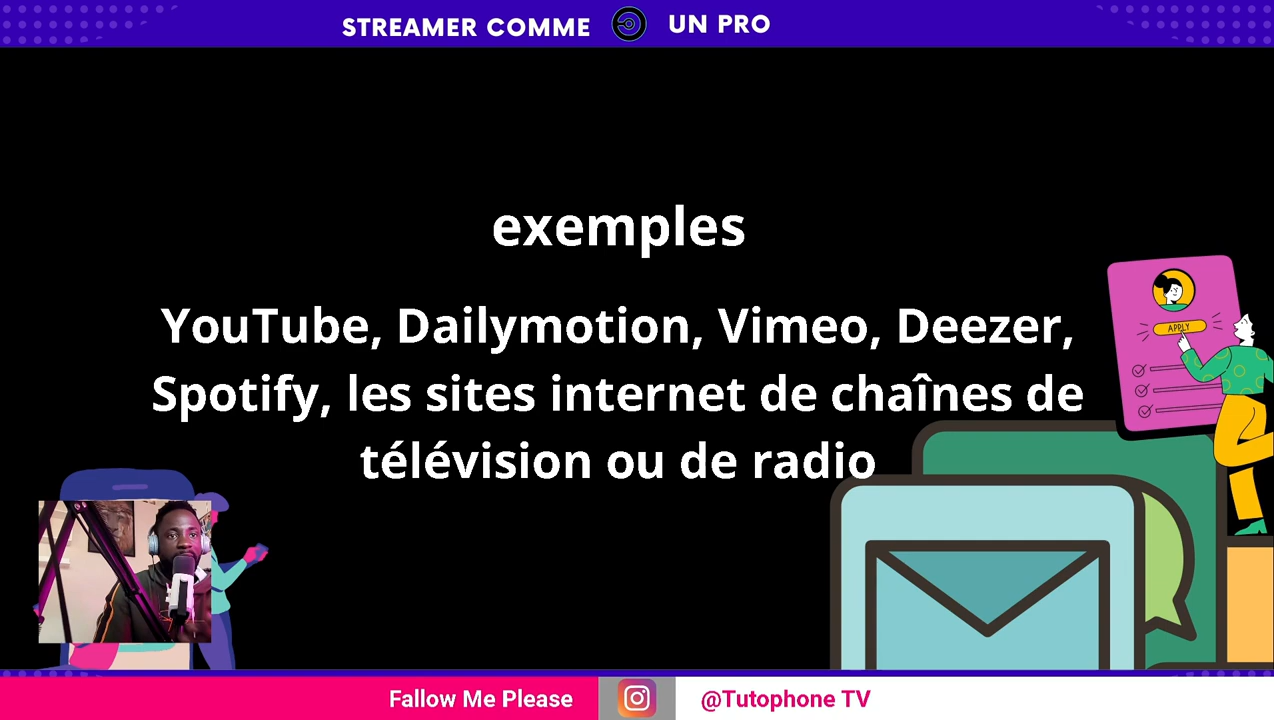 STREAMER COMME UN PRO
exemples
YouTube, Dailymotion, Vimeo, Deezer,
Spotify, les sites internet de chaînes de
télévision ou de radio
APPLY
Fallow Me Please @Tutophone TV